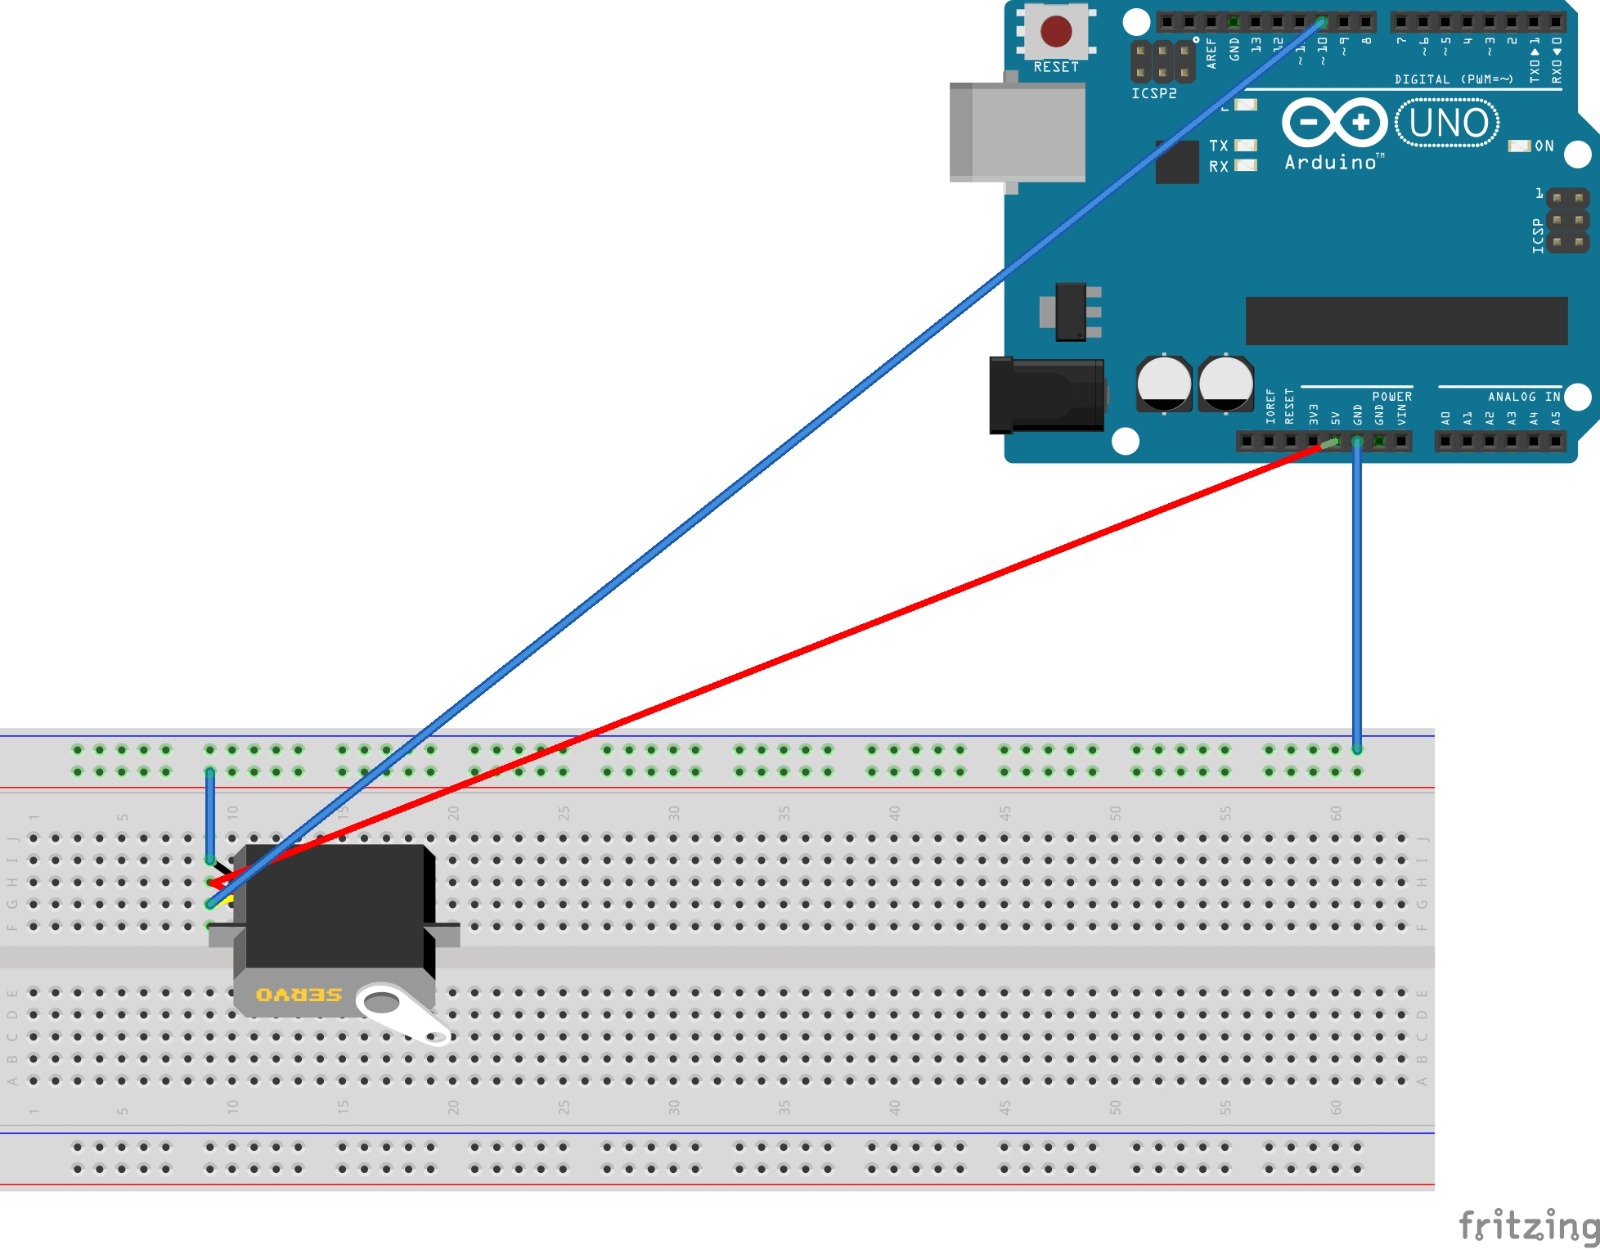 RESET
ICSP2
AREF
GND
13
12
~10
~9
8
7
~6
~5
4
~3
2
TX0▶1
RX0◀0
DIGITAL (PWM=~)
TX
RX
Arduino™
UNO
ON
1
ICSP
IOREF
RESET
3V3
5V
GND
GND
VIN
POWER
ANALOG IN
A0
A1
A2
A3
A4
A5
1 5 10 15 20 25 30 35 40 45 50 55 60
J J
I I
H H
G G
F F
SERVO
E E
D D
C C
B B
A A
1 5 10 15 20 25 30 35 40 45 50 55 60
fritzing